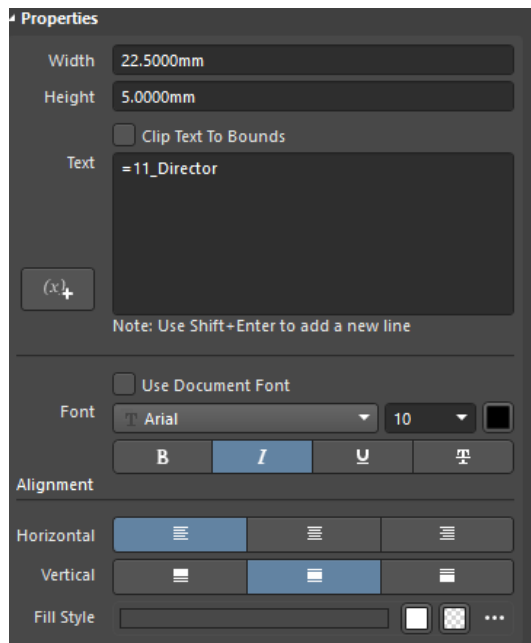 Properties
Width 22.5000mm
Height 5.0000mm
Clip Text To Bounds
Text =11_Director
(x)+
Note: Use Shift+Enter to add a new line
Use Document Font
Font T Arial 10
B I U T
Alignment
Horizontal
Vertical
Fill Style ...